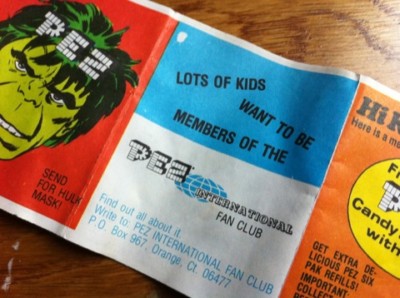 PEZ
SEND
FOR HULK
MASK!
LOTS OF KIDS
WANT TO BE
MEMBERS OF THE
PEZ INTERNATIONAL
FAN CLUB
Find out all about it
Write to: PEZ INTERNATIONAL FAN CLUB
P. O. Box 967, Orange, Ct. 06477
Hi
Here is a
Candy
with
GET EXTRA DE-
LICIOUS PEZ SIX
PAK REFILLS!
IMPORTANT